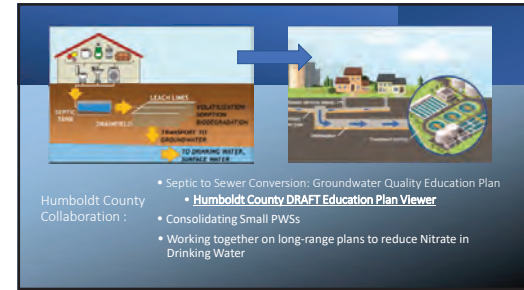 LEACH LINES
SEPTIC
TANK
DRAINFIELD
VOLATILIZATION
SORPTION
BIODEGRADATION
TRANSPORT TO
GROUNDWATER
TO DRINKING WATER,
SURFACE WATER
Humboldt County
Collaboration :
• Septic to Sewer Conversion: Groundwater Quality Education Plan
• Humboldt County DRAFT Education Plan Viewer
• Consolidating Small PWSs
• Working together on long-range plans to reduce Nitrate in
Drinking Water